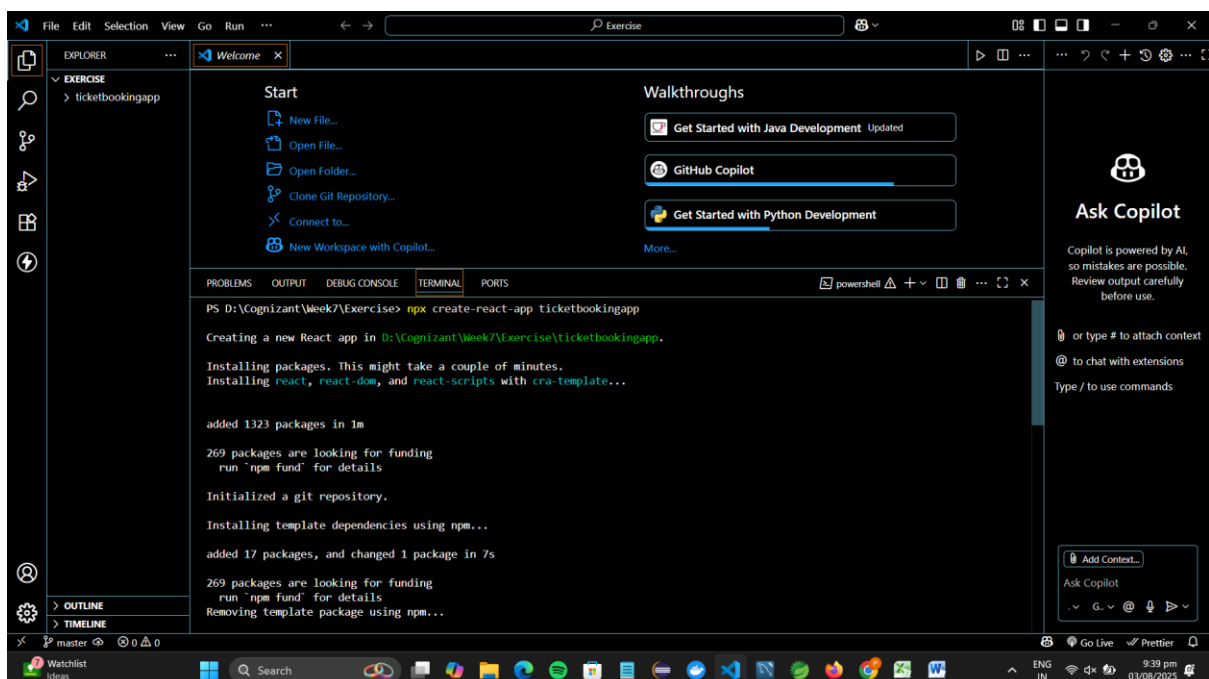 File Edit Selection View Go Run ··· Exercise
EXPLORER ···
EXERCISE
ticketbookingapp
OUTLINE
TIMELINE
Welcome
Start
New File...
Open File...
Open Folder...
Clone Git Repository...
Connect to...
New Workspace with Copilot...
Walkthroughs
Get Started with Java Development Updated
GitHub Copilot
Get Started with Python Development
More...
PROBLEMS OUTPUT DEBUG CONSOLE TERMINAL PORTS powershell
PS D:\Cognizant\Week7\Exercise> npx create-react-app ticketbookingapp
Creating a new React app in D:\Cognizant\Week7\Exercise\ticketbookingapp.
Installing packages. This might take a couple of minutes.
Installing react, react-dom, and react-scripts with cra-template...
added 1323 packages in 1m
269 packages are looking for funding
run `npm fund` for details
Initialized a git repository.
Installing template dependencies using npm...
added 17 packages, and changed 1 package in 7s
269 packages are looking for funding
run `npm fund` for details
Removing template package using npm...
Ask Copilot
Copilot is powered by AI,
so mistakes are possible.
Review output carefully
before use.
or type # to attach context
@ to chat with extensions
Type / to use commands
Add Context...
Ask Copilot
G..
master 0 0 Go Live Prettier
7
Watchlist
Ideas
Search
ENG
IN
9:39 pm
03/08/2025